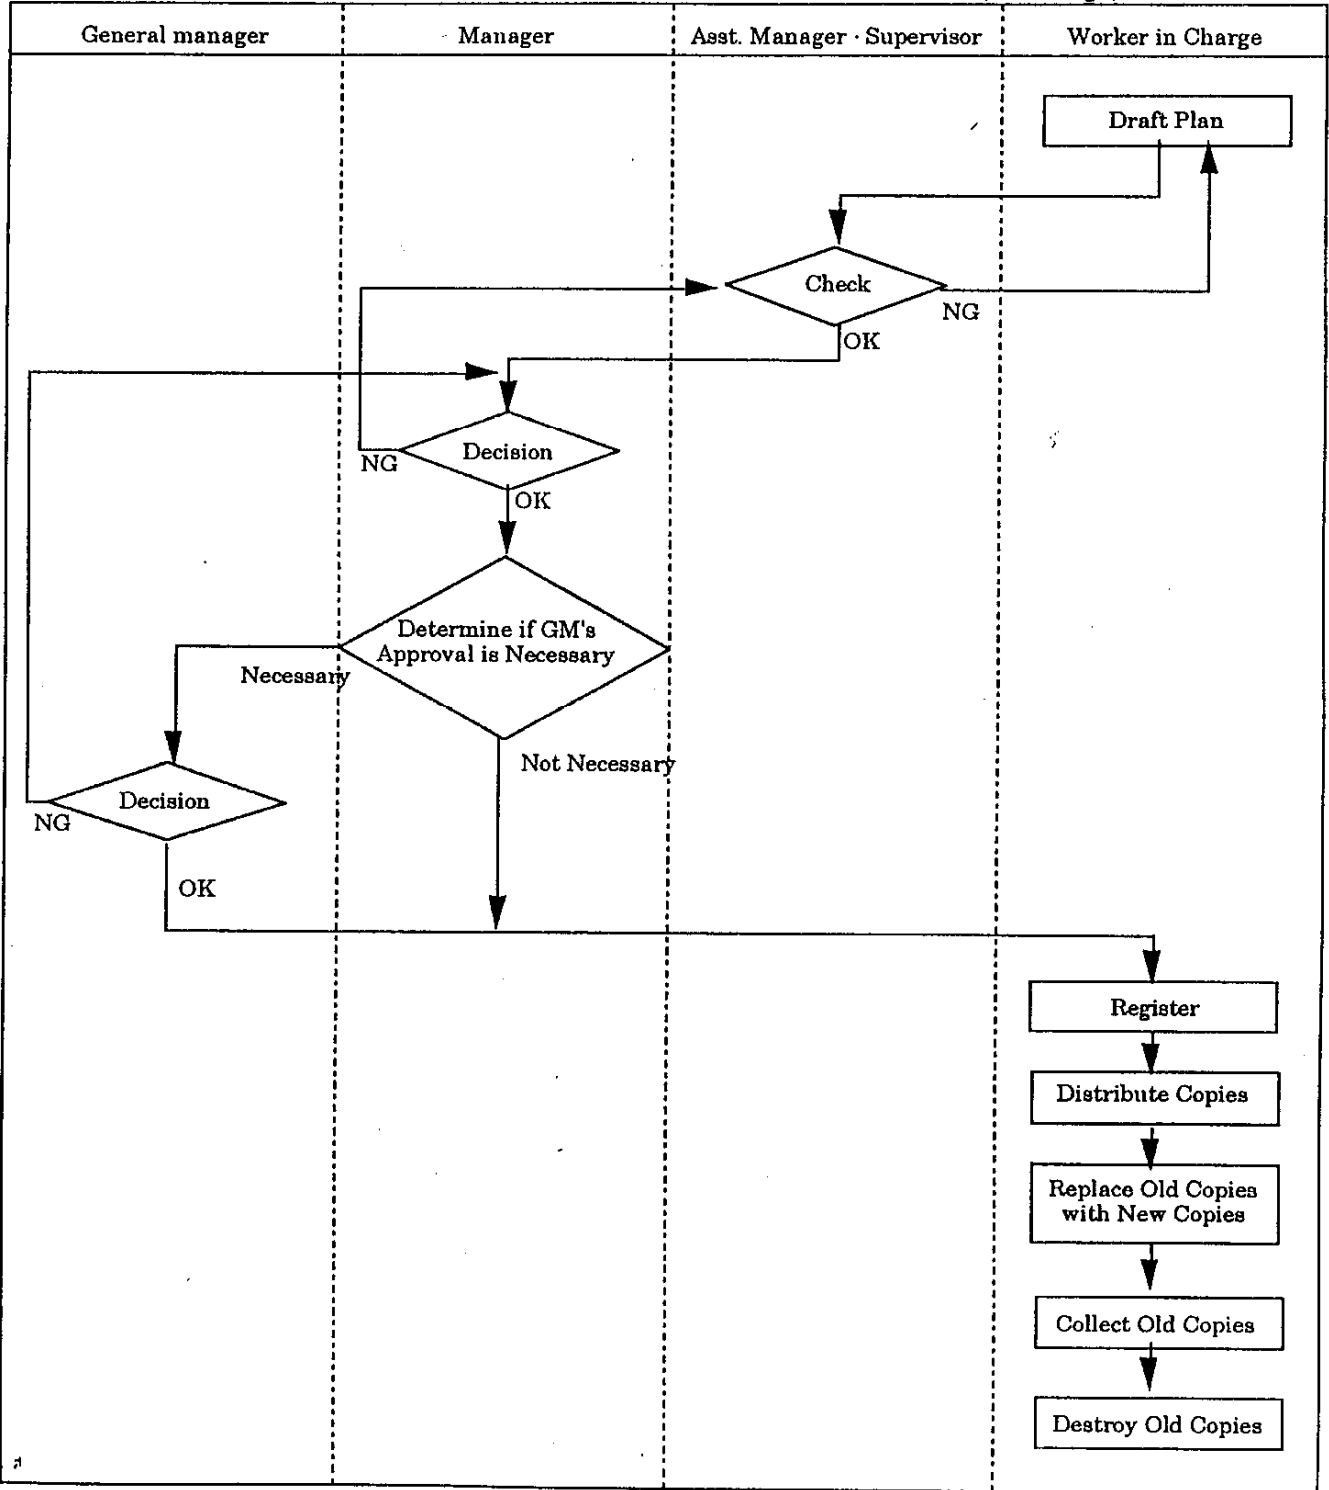 General manager
Manager
Asst. Manager · Supervisor
Worker in Charge
Draft Plan
Check
NG
OK
Decision
NG
OK
Determine if GM's
Approval is Necessary
Necessary
Not Necessary
Decision
NG
OK
Register
Distribute Copies
Replace Old Copies
with New Copies
Collect Old Copies
Destroy Old Copies